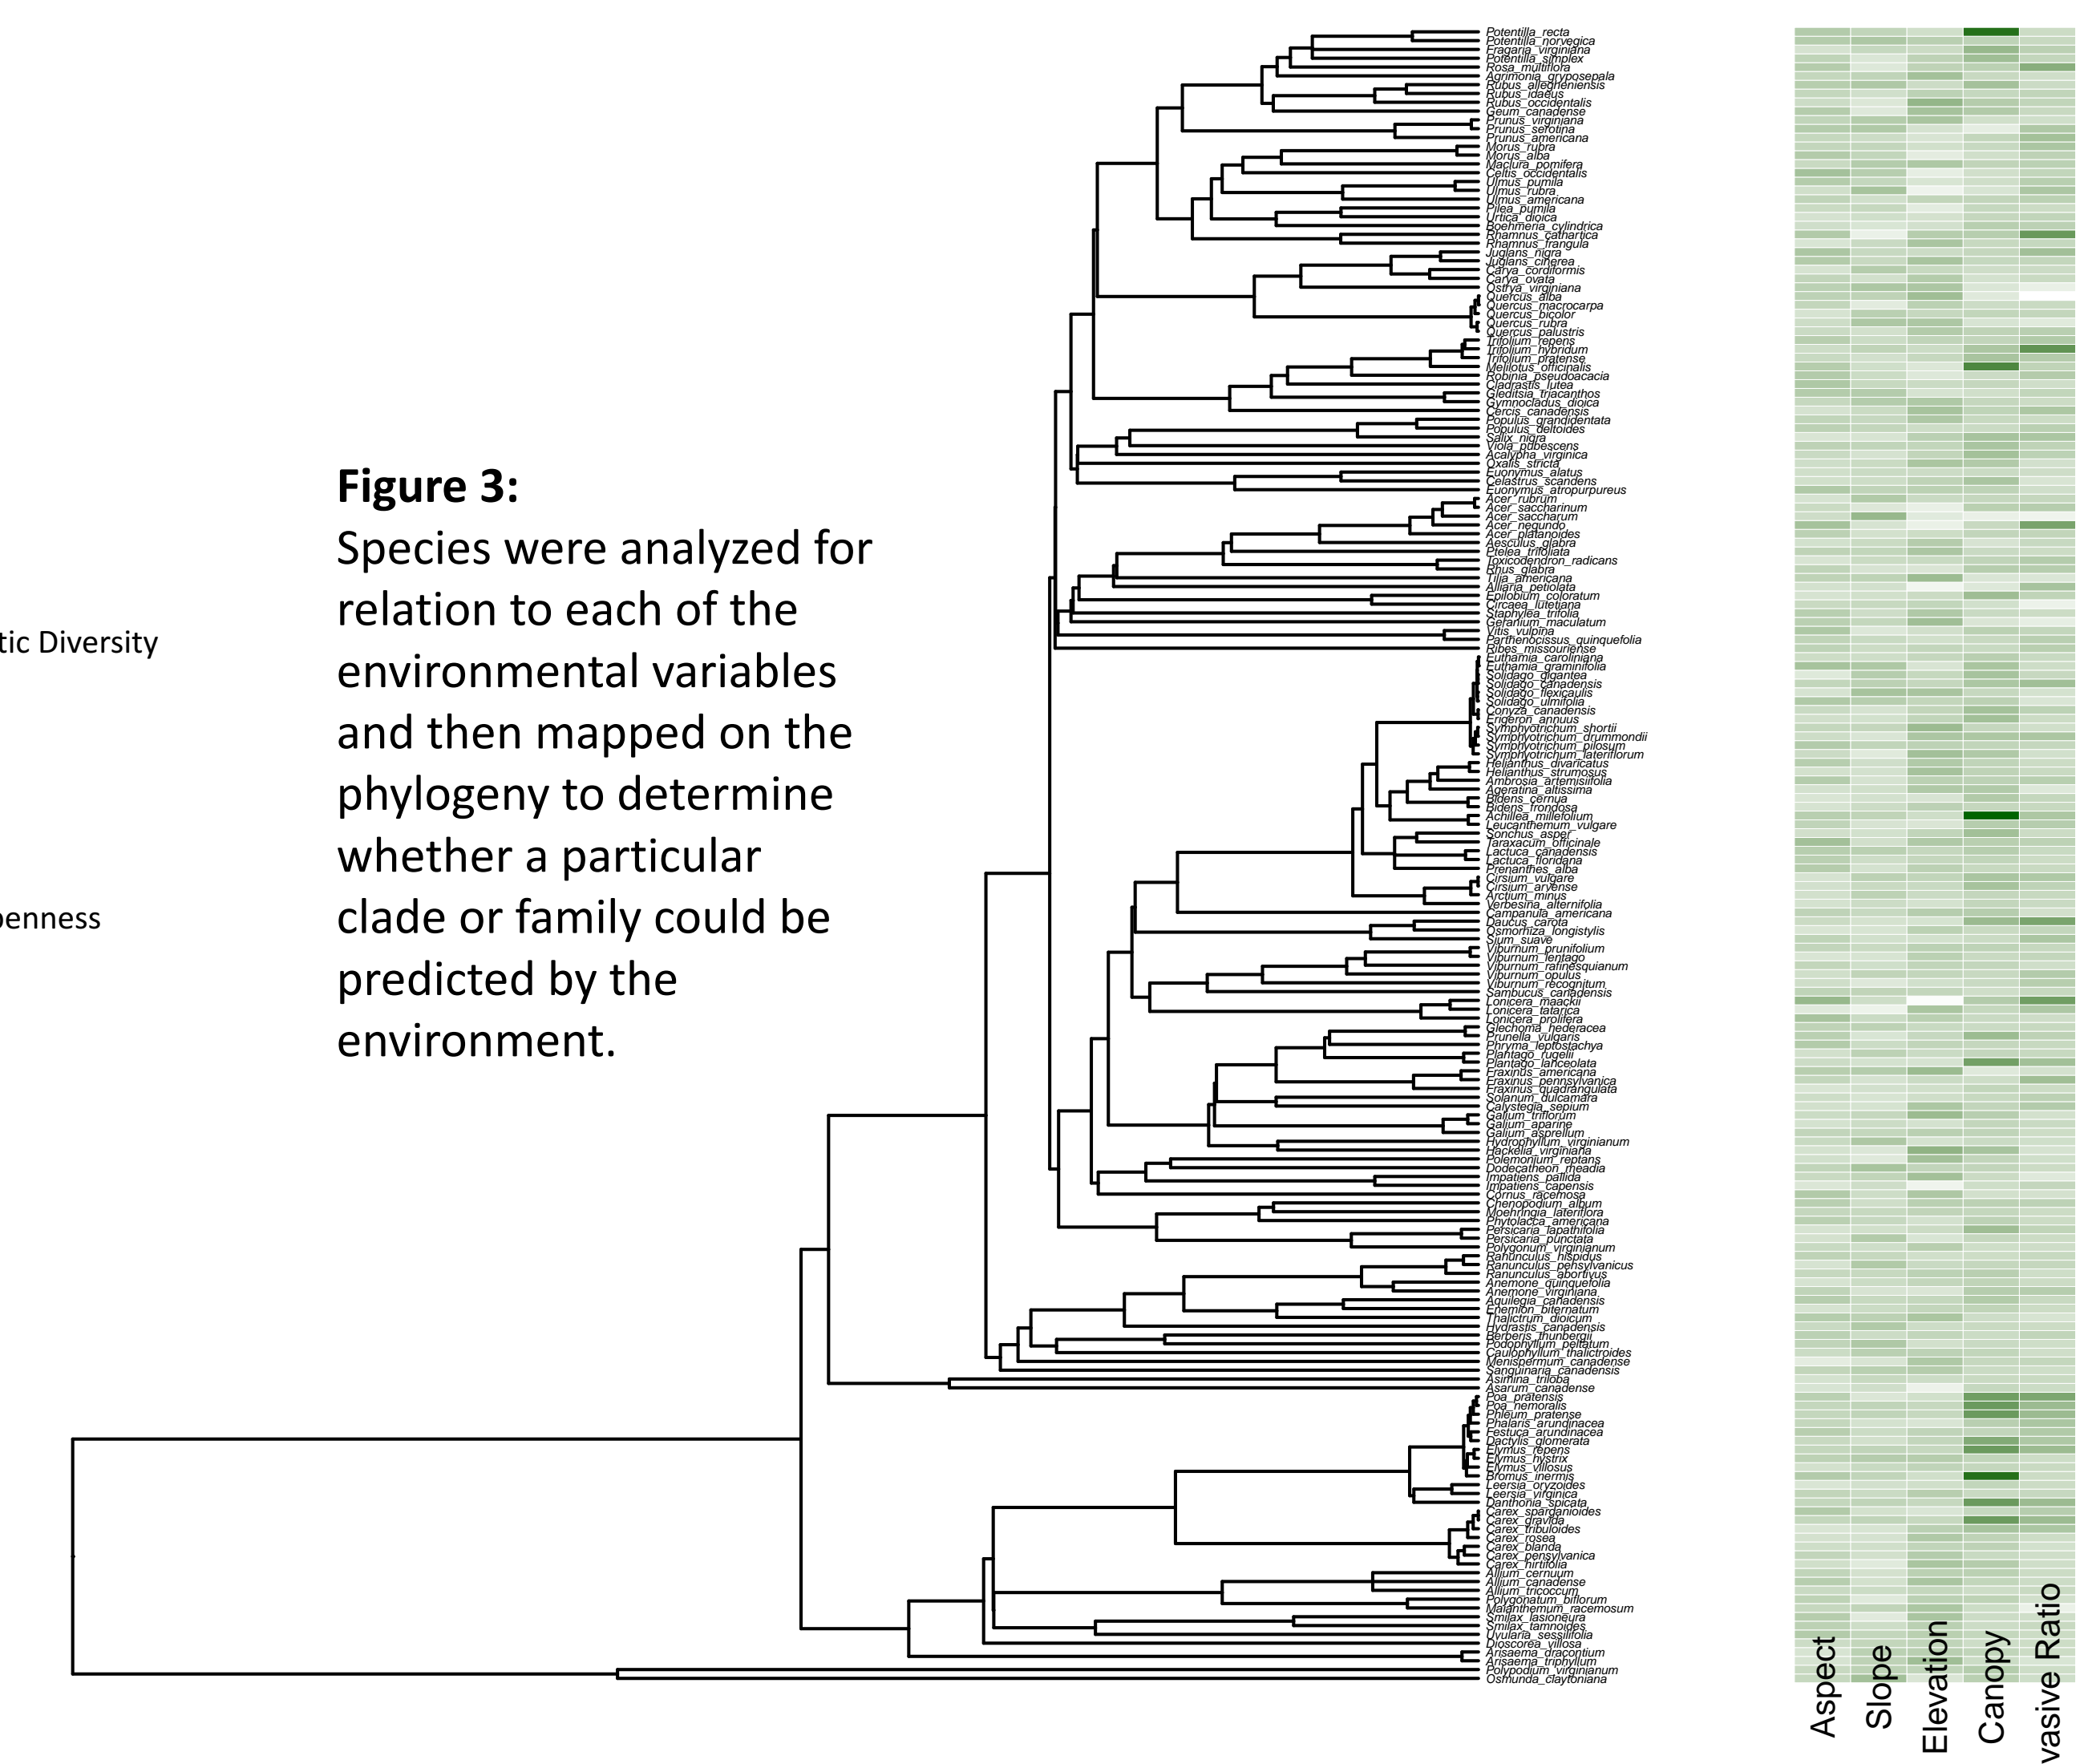 Figure 3:
Species were analyzed for
relation to each of the
environmental variables
and then mapped on the
phylogeny to determine
whether a particular
clade or family could be
predicted by the
environment.
tic Diversity
penness
Potentilla_recta
Potentilla_norvegica
Fragaria_virginiana
Potentilla_simplex
Rosa_multiflora
Agrimonia_gryposepala
Rubus_allegheniensis
Rubus_idaeus
Rubus_occidentalis
Geum_canadense
Prunus_virginiana
Prunus_serotina
Prunus_americana
Morus_rubra
Morus_alba
Maclura_pomifera
Celtis_occidentalis
Ulmus_pumila
Ulmus_rubra
Ulmus_americana
Pilea_pumila
Urtica_dioica
Boehmeria_cylindrica
Rhamnus_cathartica
Rhamnus_frangula
Juglans_nigra
Juglans_cinerea
Carya_cordiformis
Carya_ovata
Ostrya_virginiana
Quercus_alba
Quercus_macrocarpa
Quercus_bicolor
Quercus_rubra
Quercus_palustris
Trifolium_repens
Trifolium_hybridum
Trifolium_pratense
Melilotus_officinalis
Robinia_pseudoacacia
Cladrastis_lutea
Gleditsia_triacanthos
Gymnocladus_dioica
Cercis_canadensis
Populus_grandidentata
Populus_deltoides
Salix_nigra
Viola_pubescens
Acalypha_virginica
Oxalis_stricta
Euonymus_alatus
Celastrus_scandens
Euonymus_atropurpureus
Acer_rubrum
Acer_saccharinum
Acer_saccharum
Acer_negundo
Acer_platanoides
Aesculus_glabra
Ptelea_trifoliata
Toxicodendron_radicans
Rhus_glabra
Tilia_americana
Alliaria_petiolata
Epilobium_coloratum
Circaea_lutetiana
Staphylea_trifolia
Geranium_maculatum
Vitis_vulpina
Parthenocissus_quinquefolia
Ribes_missouriense
Euthamia_caroliniana
Euthamia_graminifolia
Solidago_gigantea
Solidago_canadensis
Solidago_flexicaulis
Solidago_ulmifolia
Conyza_canadensis
Erigeron_annuus
Symphyotrichum_shortii
Symphyotrichum_drummondii
Symphyotrichum_pilosum
Symphyotrichum_lateriflorum
Helianthus_divaricatus
Helianthus_strumosus
Ambrosia_artemisiifolia
Ageratina_altissima
Bidens_cernua
Bidens_frondosa
Achillea_millefolium
Leucanthemum_vulgare
Sonchus_asper
Taraxacum_officinale
Lactuca_canadensis
Lactuca_floridana
Prenanthes_alba
Cirsium_vulgare
Cirsium_arvense
Arctium_minus
Verbesina_alternifolia
Campanula_americana
Daucus_carota
Osmorhiza_longistylis
Sium_suave
Viburnum_prunifolium
Viburnum_lentago
Viburnum_rafinesquianum
Viburnum_opulus
Viburnum_recognitum
Sambucus_canadensis
Lonicera_maackii
Lonicera_tatarica
Lonicera_prolifera
Glechoma_hederacea
Prunella_vulgaris
Phryma_leptostachya
Plantago_rugelii
Plantago_lanceolata
Fraxinus_americana
Fraxinus_pennsylvanica
Fraxinus_quadrangulata
Solanum_dulcamara
Calystegia_sepium
Galium_triflorum
Galium_aparine
Galium_asprellum
Hydrophyllum_virginianum
Hackelia_virginiana
Polemonium_reptans
Dodecatheon_meadia
Impatiens_pallida
Impatiens_capensis
Cornus_racemosa
Chenopodium_album
Moehringia_lateriflora
Phytolacca_americana
Persicaria_lapathifolia
Persicaria_punctata
Polygonum_virginianum
Ranunculus_hispidus
Ranunculus_pensylvanicus
Ranunculus_abortivus
Anemone_quinquefolia
Anemone_virginiana
Aquilegia_canadensis
Enemion_biternatum
Thalictrum_dioicum
Hydrastis_canadensis
Berberis_thunbergii
Podophyllum_peltatum
Caulophyllum_thalictroides
Menispermum_canadense
Sanguinaria_canadensis
Asimina_triloba
Asarum_canadense
Poa_pratensis
Poa_nemoralis
Phleum_pratense
Phalaris_arundinacea
Festuca_arundinacea
Dactylis_glomerata
Elymus_repens
Elymus_hystrix
Elymus_villosus
Bromus_inermis
Leersia_oryzoides
Leersia_virginica
Danthonia_spicata
Carex_sparganioides
Carex_gravida
Carex_tribuloides
Carex_rosea
Carex_blanda
Carex_pensylvanica
Carex_hirtifolia
Allium_cernuum
Allium_canadense
Allium_tricoccum
Polygonatum_biflorum
Maianthemum_racemosum
Smilax_lasioneura
Smilax_tamnoides
Uvularia_sessilifolia
Dioscorea_villosa
Arisaema_dracontium
Arisaema_triphyllum
Polypodium_virginianum
Osmunda_claytoniana
Aspect
Slope
Elevation
Canopy
vasive Ratio